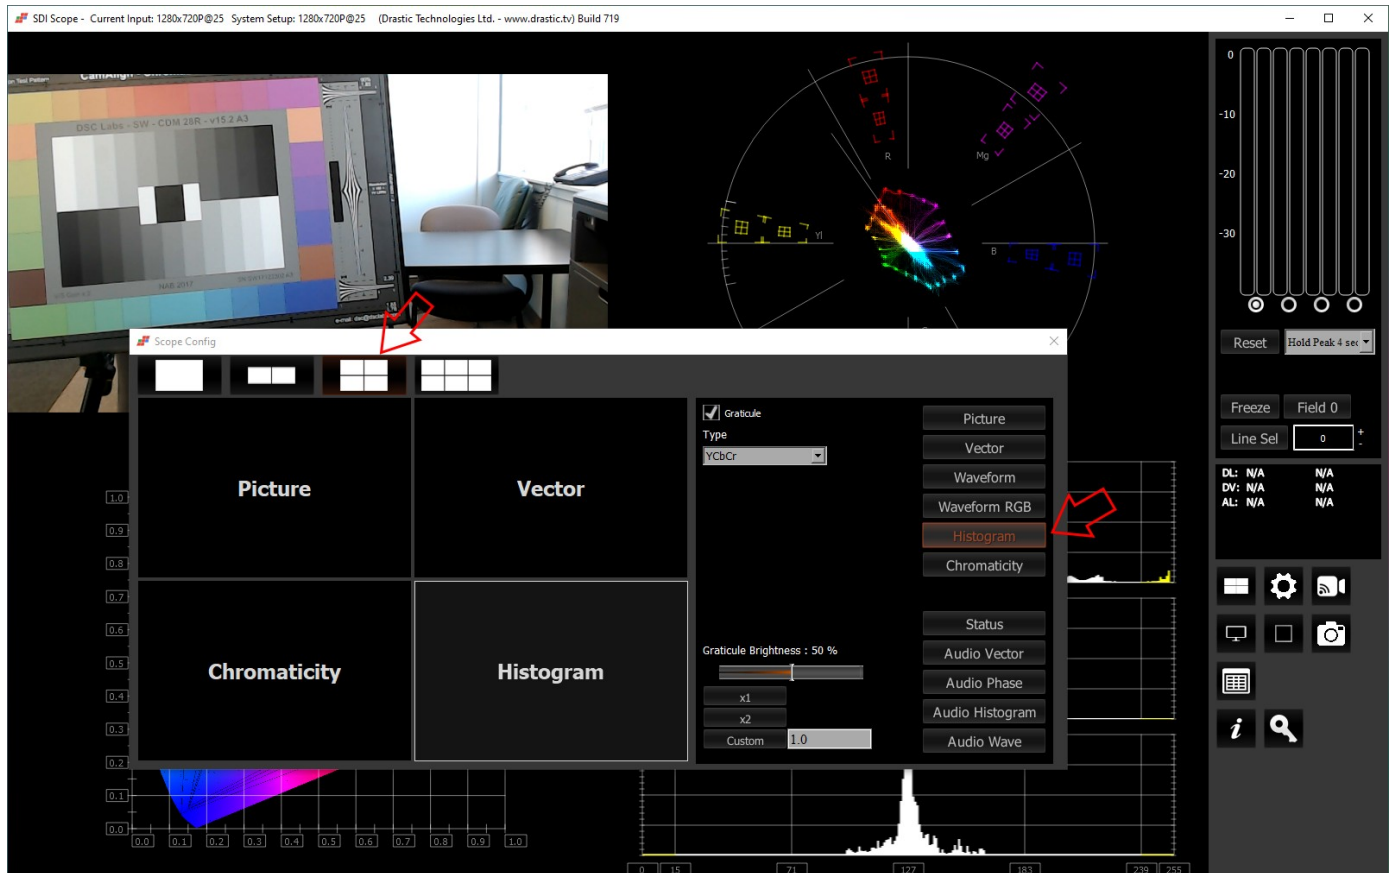 SDI Scope - Current Input: 1280x720P@25 System Setup: 1280x720P@25 (Drastic Technologies Ltd. - www.drastic.tv) Build 719
DSC Labs - SW - CDM 28R - v15.2 A3
NAB 2017
R
Mg
Yl
B
0
-10
-20
-30
Reset
Hold Peak 4 sec
Freeze
Field 0
Line Sel
0
+
-
DL: N/A N/A
DV: N/A N/A
AL: N/A N/A
Scope Config
Picture
Vector
Chromaticity
Histogram
Graticule
Type
YCbCr
Graticule Brightness : 50 %
x1
x2
Custom
1.0
Picture
Vector
Waveform
Waveform RGB
Histogram
Chromaticity
Status
Audio Vector
Audio Phase
Audio Histogram
Audio Wave
i
1.0
0.9
0.8
0.7
0.6
0.5
0.4
0.3
0.2
0.1
0.0
0.0 0.1 0.2 0.3 0.4 0.5 0.6 0.7 0.8 0.9 1.0
0 15 71 127 183 239 255